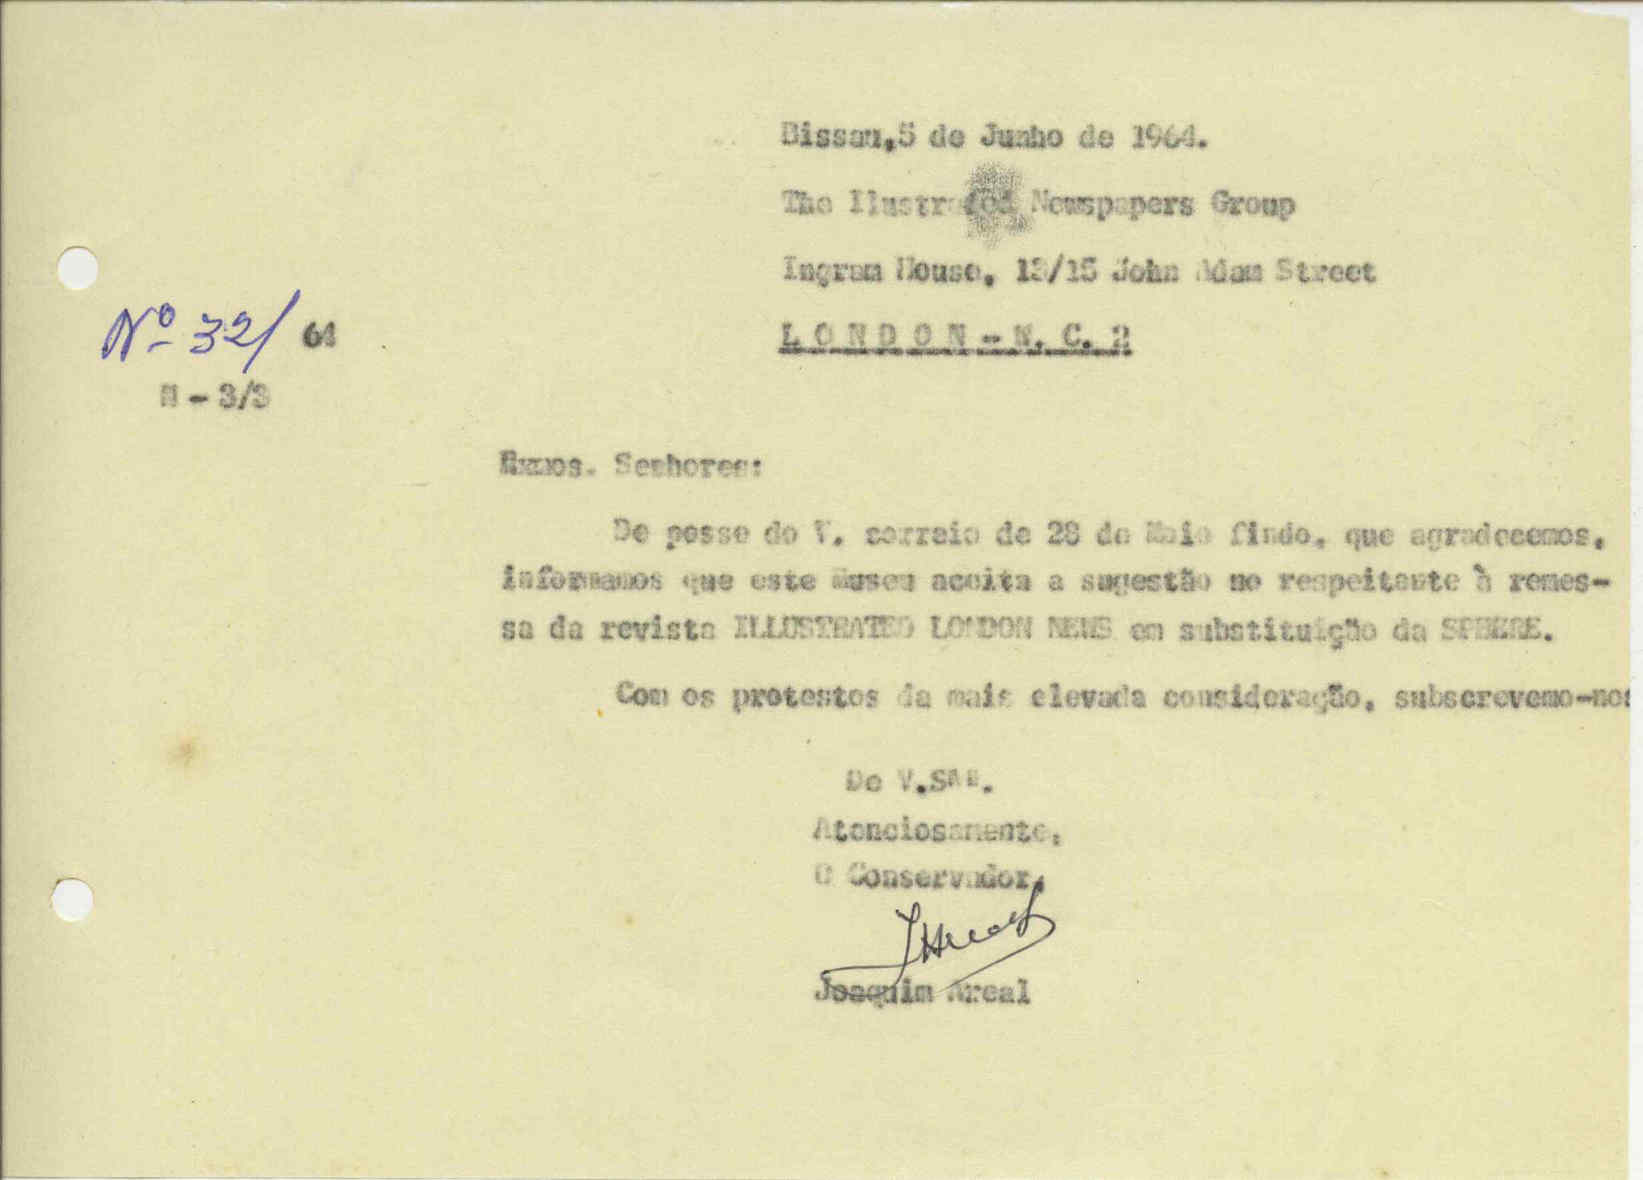 Bissau,5 de Junho de 1964.
The Ilustrated Newspapers Group
Ingram House, 13/15 John Adam Street
Nº 32/ 64
L O N D O N - W. C. 2
M - 3/3
Exmos. Senhores:
De posse do V. correio de 28 de Maio findo, que agradecemos,
informamos que este Museu aceita a sugestão no respeitante à remes-
sa da revista ILLUSTRATED LONDON NEWS em substituição da SPHERE.
Com os protestos da mais elevada consideração, subscrevemo-nos
De V.Sas.
Atenciosamente,
O Conservador,
JAreal
Joaquim Areal